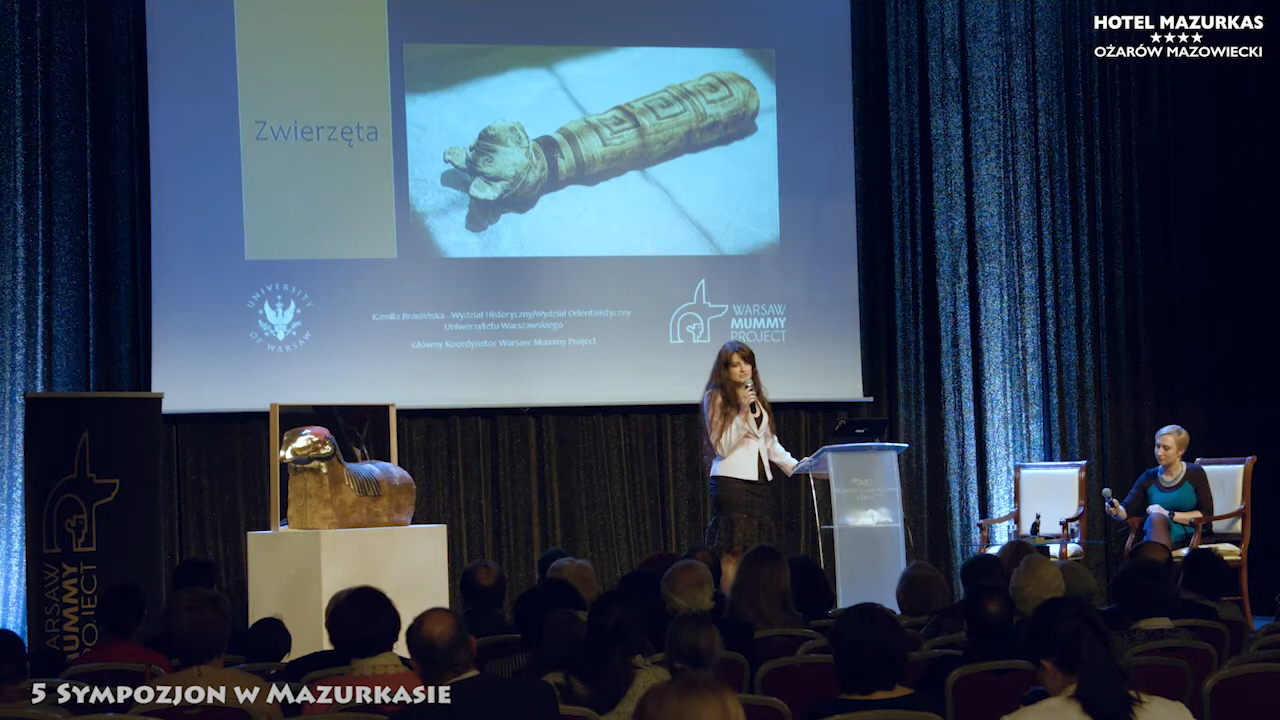 HOTEL MAZURKAS
★★★★
OŻARÓW MAZOWIECKI
Zwierzęta
UNIVERSITY
OF WARSAW
Kamila Braulińska - Wydział Historyczny/Wydział Orientalistyczny
Uniwersytetu Warszawskiego
Główny Koordynator Warsaw Mummy Project
WARSAW
MUMMY
PROJECT
WARSAW
MUMMY
PROJECT
5 Sympozjon w Mazurkasie